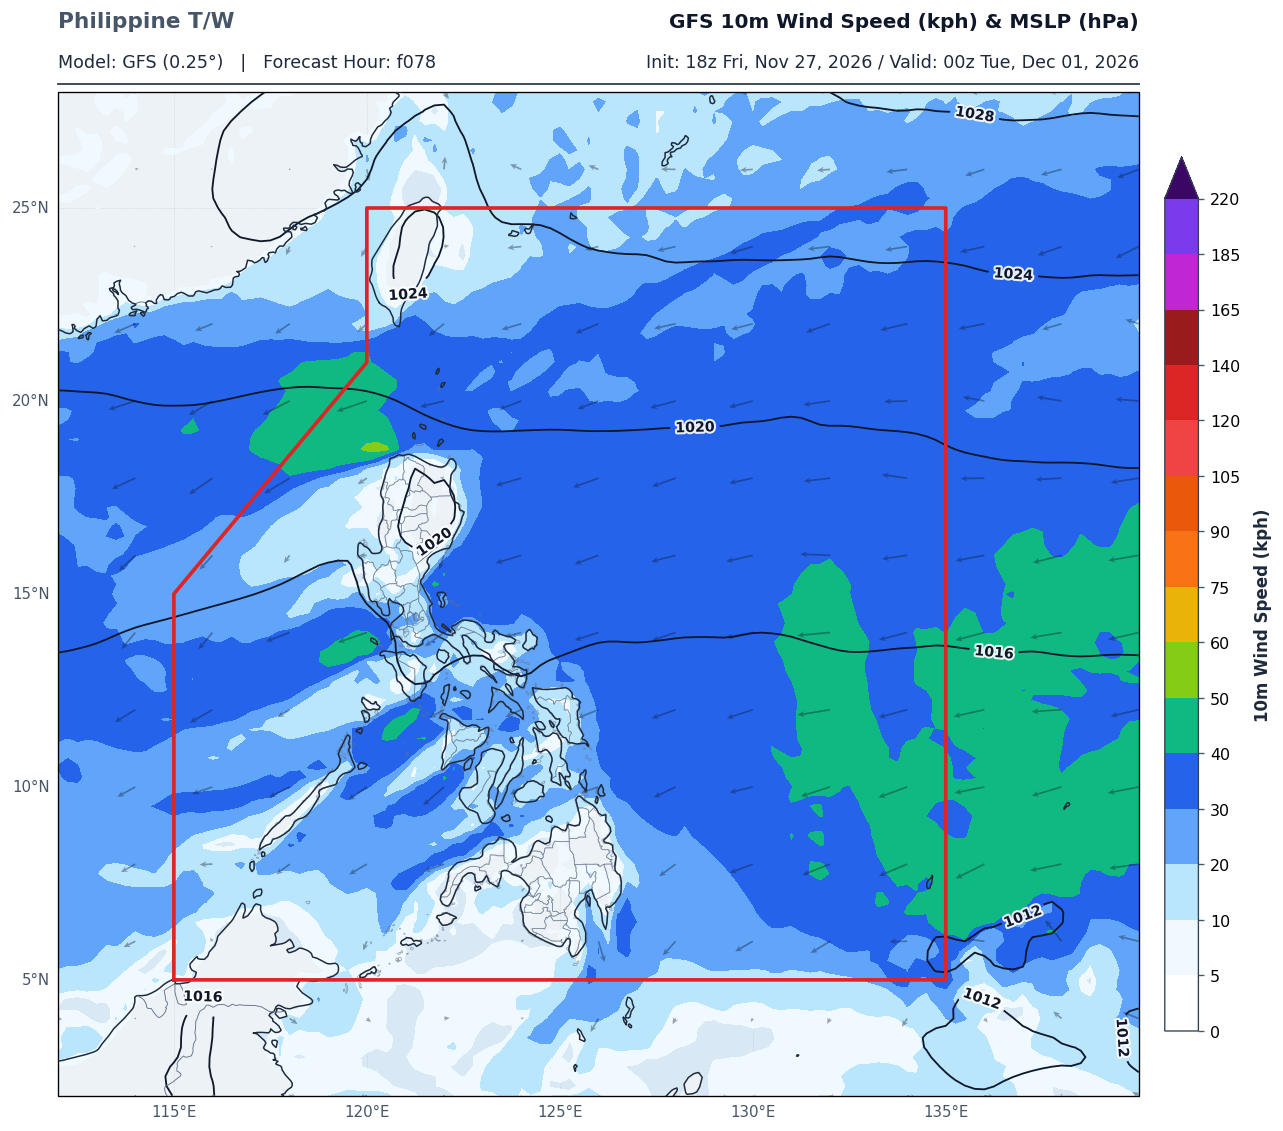 Philippine T/W
GFS 10m Wind Speed (kph) & MSLP (hPa)
Model: GFS (0.25°) | Forecast Hour: f078
Init: 18z Fri, Nov 27, 2026 / Valid: 00z Tue, Dec 01, 2026
1028
25°N
1024
1024
20°N
1020
1020
15°N
1016
10°N
1012
5°N
1016
1012
1012
115°E
120°E
125°E
130°E
135°E
220
185
165
140
120
105
90
75
60
50
40
30
20
10
5
0
10m Wind Speed (kph)